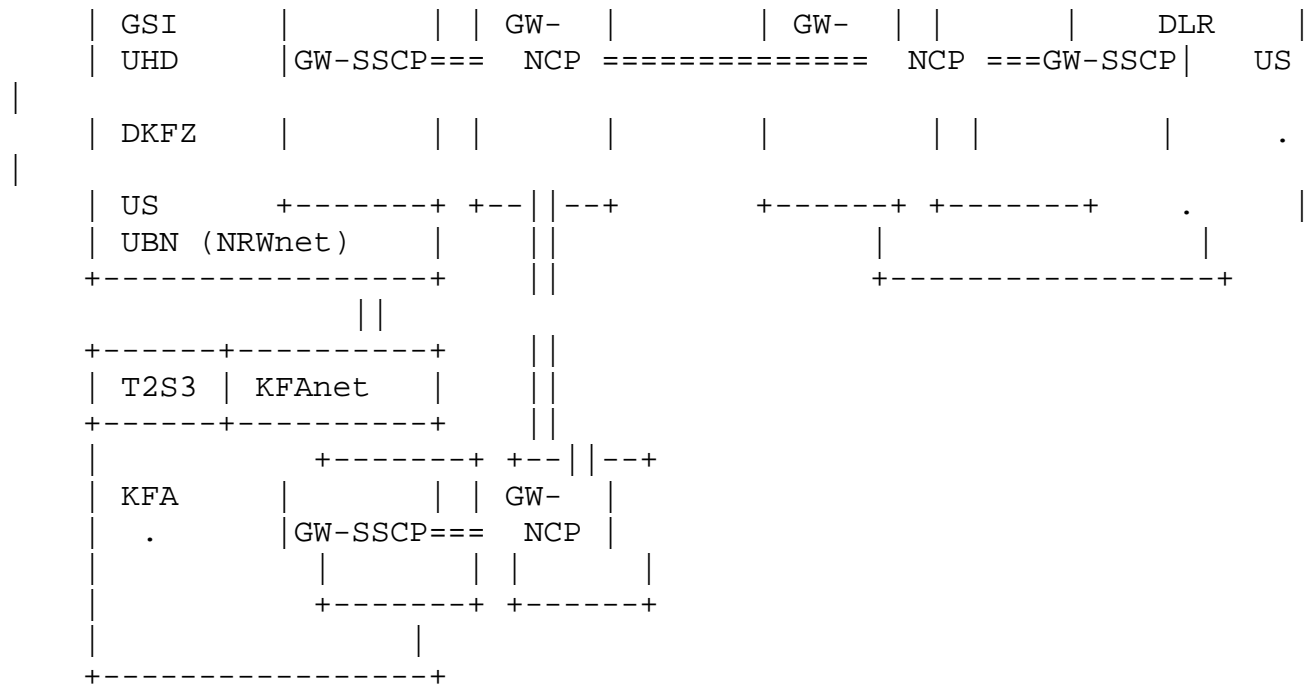 | GSI | | | GW- | | GW- | | | DLR |
| UHD |GW-SSCP=== NCP ============== NCP ===GW-SSCP| US
|
| DKFZ | | | | | | | | .
|
| US +-------+ +--||--+ +------+ +-------+ . |
| UBN (NRWnet) | || | |
+-----------------+ || +----------------+
||
+------+----------+ ||
| T2S3 | KFAnet | ||
+------+----------+ ||
| +-------+ +--||--+
| KFA | | | GW- |
| . |GW-SSCP=== NCP |
| | | | |
| +-------+ +------+
| |
+-----------------+